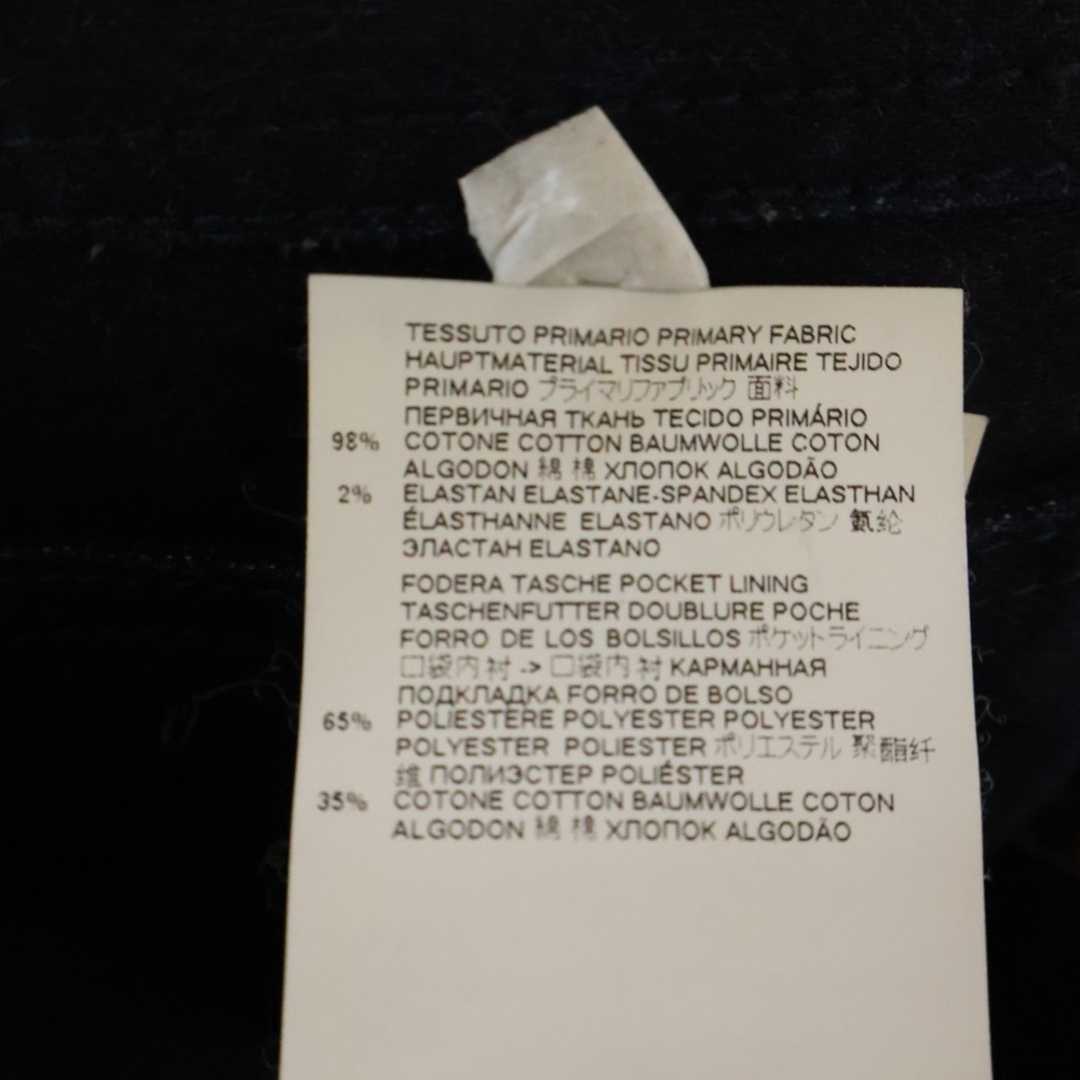 TESSUTO PRIMARIO PRIMARY FABRIC
HAUPTMATERIAL TISSU PRIMAIRE TEJIDO
PRIMARIO プライマリファブリック 面料
ПЕРВИЧНАЯ ТКАНЬ TECIDO PRIMÁRIO
98% COTONE COTTON BAUMWOLLE COTON
ALGODON 綿 棉 ХЛОПОК ALGODÃO
2% ELASTAN ELASTANE-SPANDEX ELASTHAN
ÉLASTHANNE ELASTANO ポリウレタン 氨纶
ЭЛАСТАН ELASTANO
FODERA TASCHE POCKET LINING
TASCHENFUTTER DOUBLURE POCHE
FORRO DE LOS BOLSILLOS ポケットライニング
口袋内衬 -> 口袋内衬 КАРМАННАЯ
ПОДКЛАДКА FORRO DE BOLSO
65% POLIESTERE POLYESTER POLYESTER
POLYESTER POLIESTER ポリエステル 聚酯纤
维 ПОЛИЭСТЕР POLIÉSTER
35% COTONE COTTON BAUMWOLLE COTON
ALGODON 綿 棉 ХЛОПОК ALGODÃO